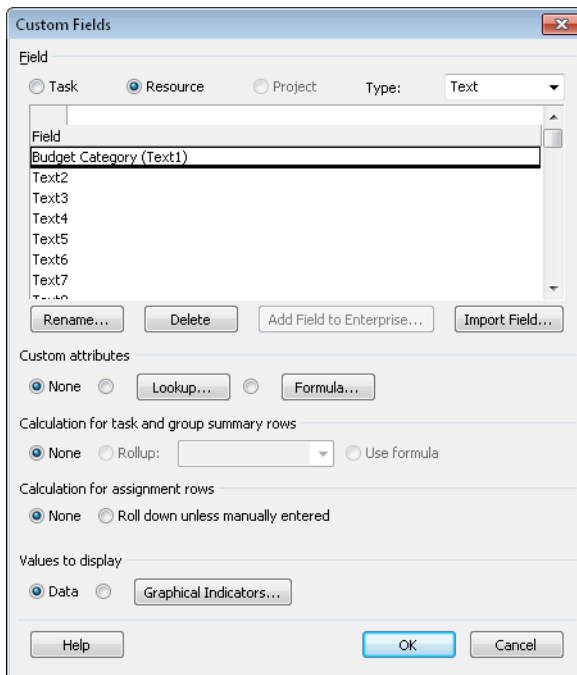 Custom Fields
Field
Task Resource Project Type: Text
Field
Budget Category (Text1)
Text2
Text3
Text4
Text5
Text6
Text7
Rename... Delete Add Field to Enterprise... Import Field...
Custom attributes
None Lookup... Formula...
Calculation for task and group summary rows
None Rollup: Use formula
Calculation for assignment rows
None Roll down unless manually entered
Values to display
Data Graphical Indicators...
Help OK Cancel